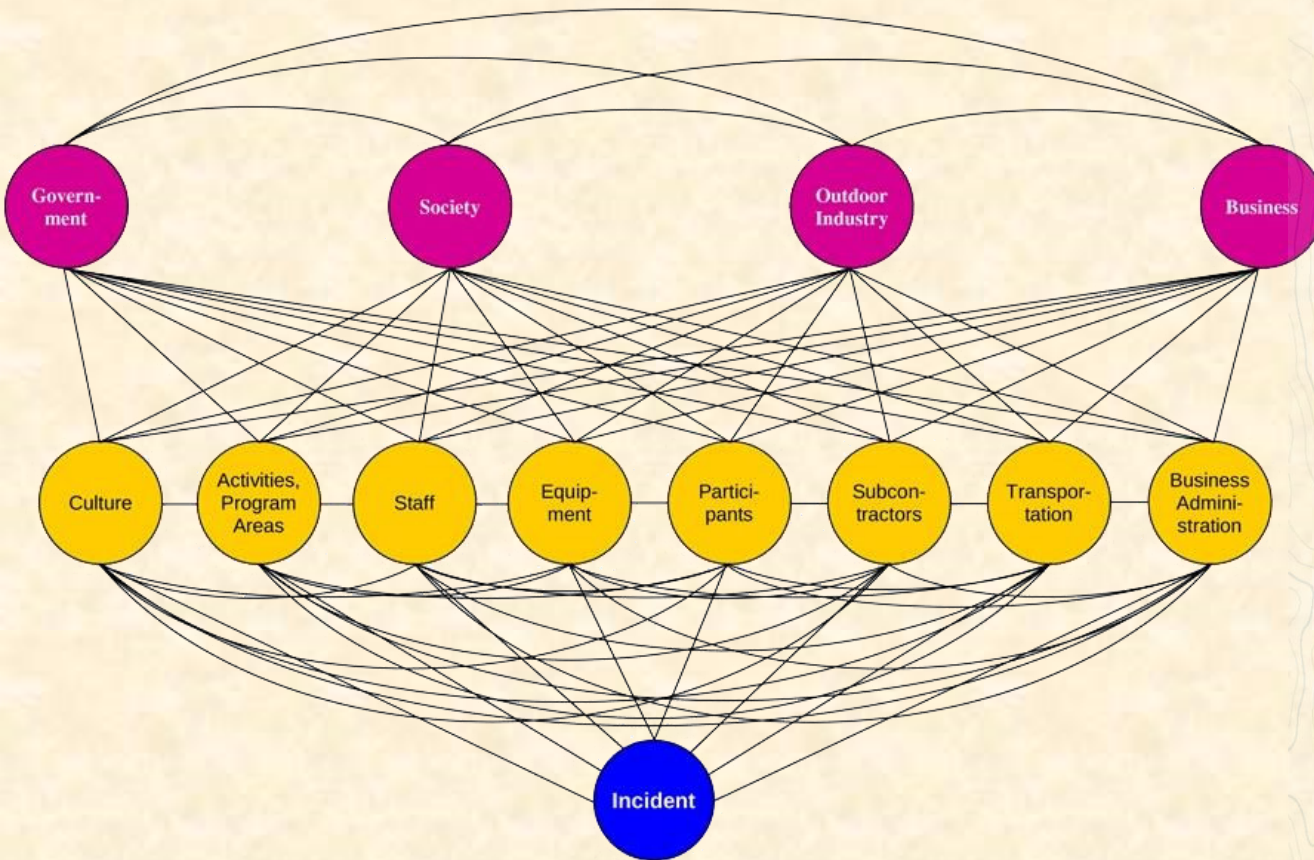 Govern-
ment
Society
Outdoor
Industry
Business
Culture
Activities,
Program
Areas
Staff
Equip-
ment
Partici-
pants
Subcon-
tractors
Transpor-
tation
Business
Admini-
stration
Incident